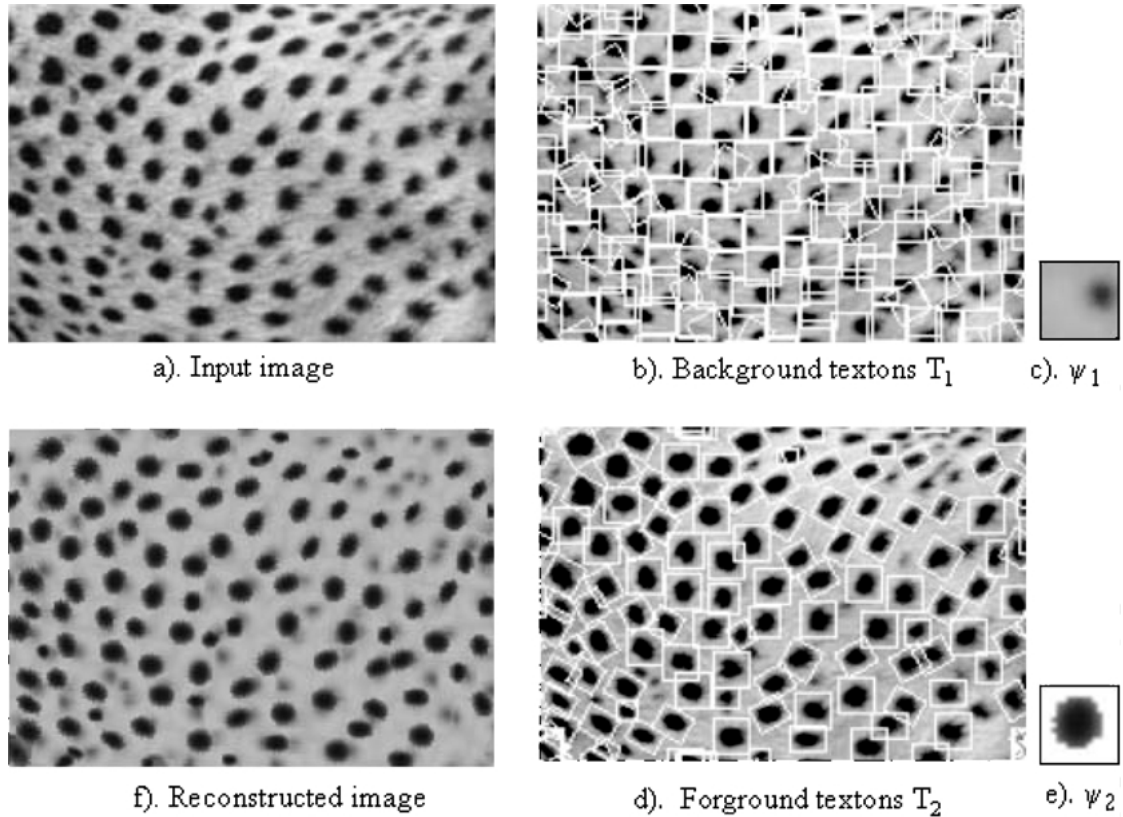 a). Input image
b). Background textons T₁
c). ψ₁
f). Reconstructed image
d). Forground textons T₂
e). ψ₂